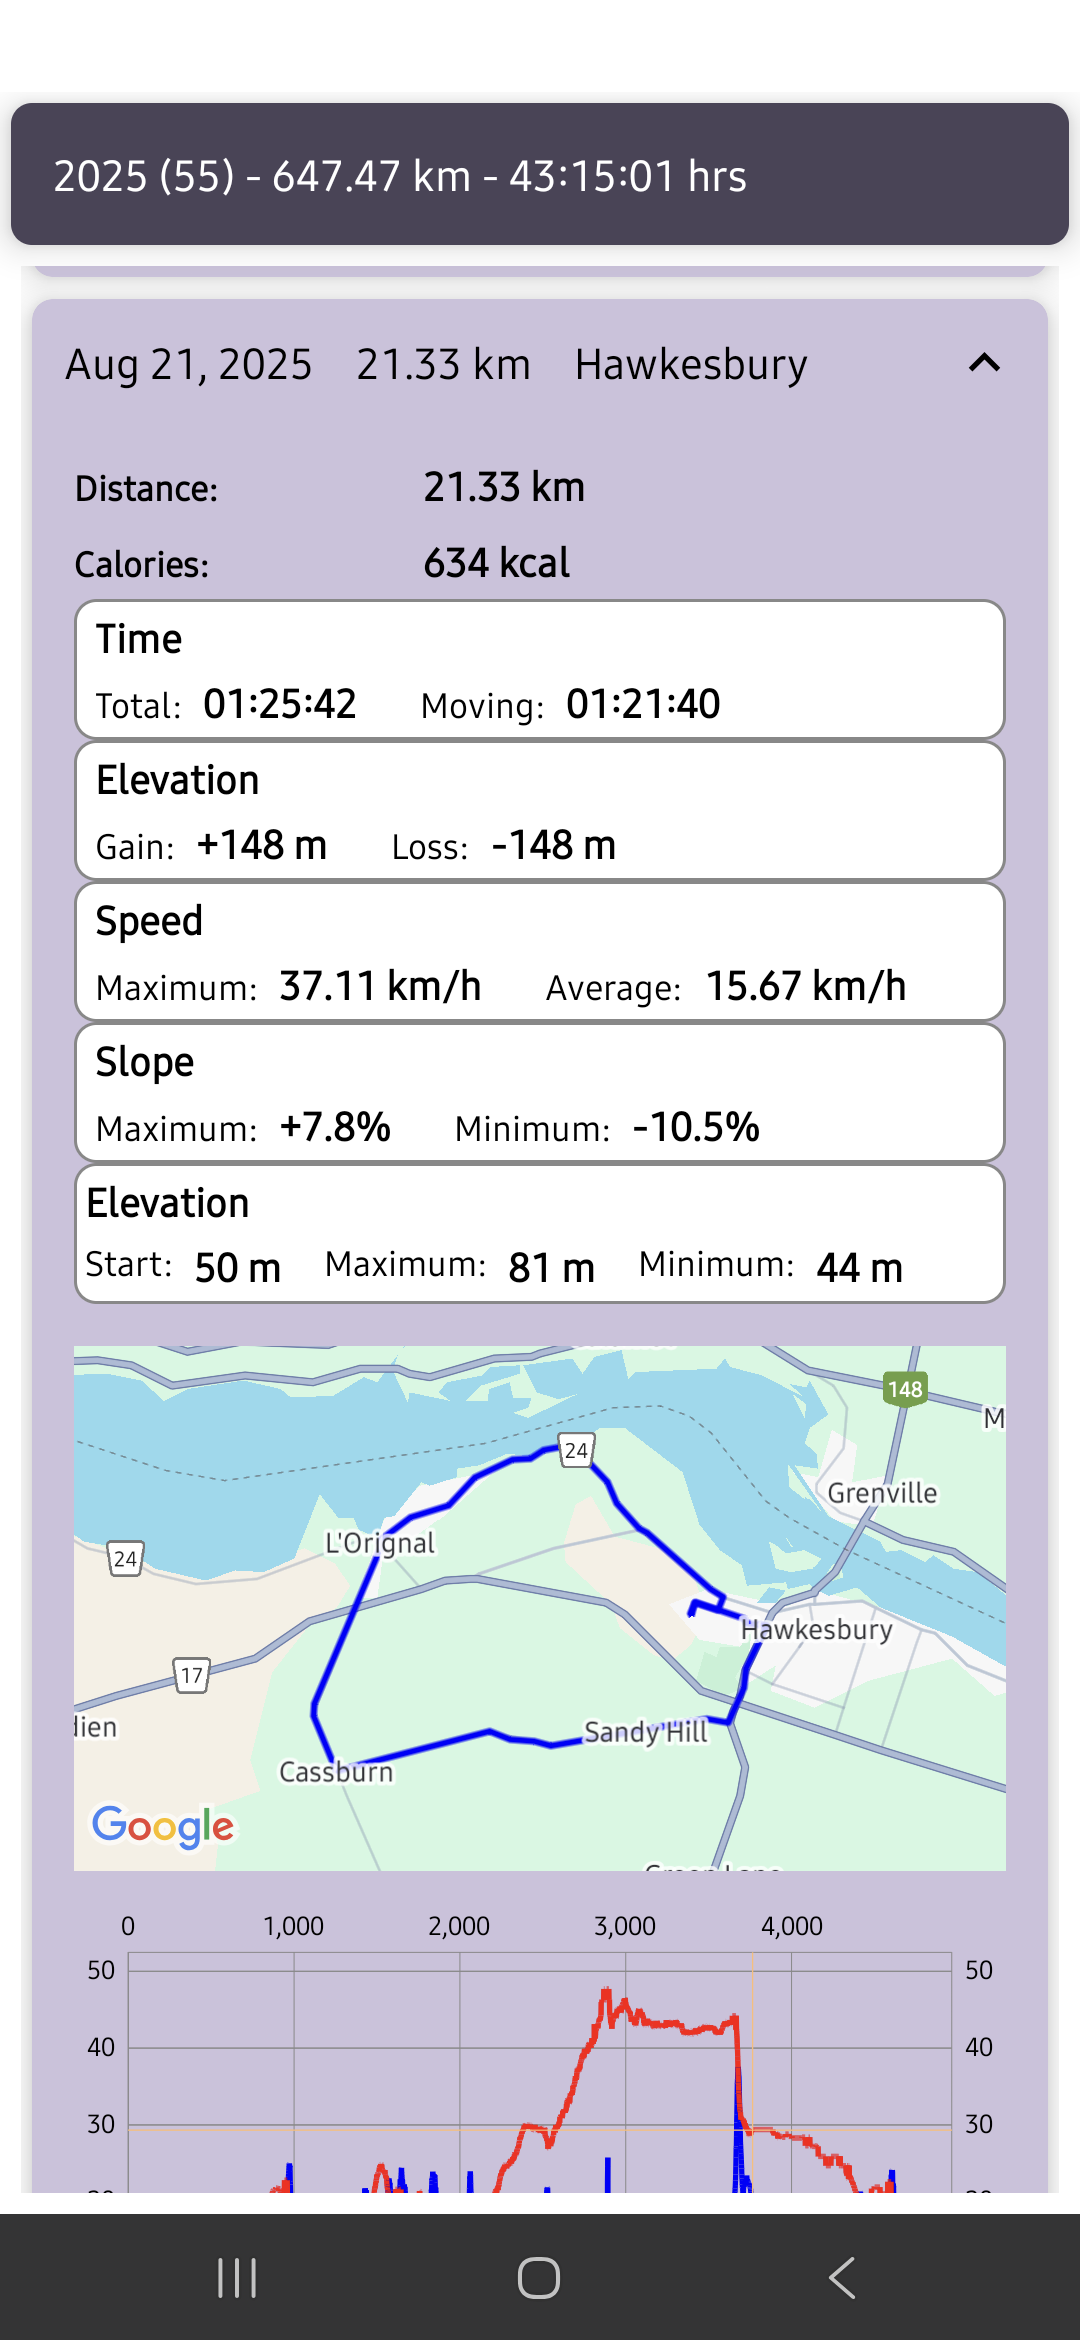 2025 (55) - 647.47 km - 43:15:01 hrs
Aug 21, 2025 21.33 km Hawkesbury
Distance: 21.33 km
Calories: 634 kcal
Time
Total: 01:25:42 Moving: 01:21:40
Elevation
Gain: +148 m Loss: -148 m
Speed
Maximum: 37.11 km/h Average: 15.67 km/h
Slope
Maximum: +7.8% Minimum: -10.5%
Elevation
Start: 50 m Maximum: 81 m Minimum: 44 m
148
M
24
Grenville
L'Orignal
24
Hawkesbury
17
dien
Sandy Hill
Cassburn
Google
0 1,000 2,000 3,000 4,000
50 50
40 40
30 30